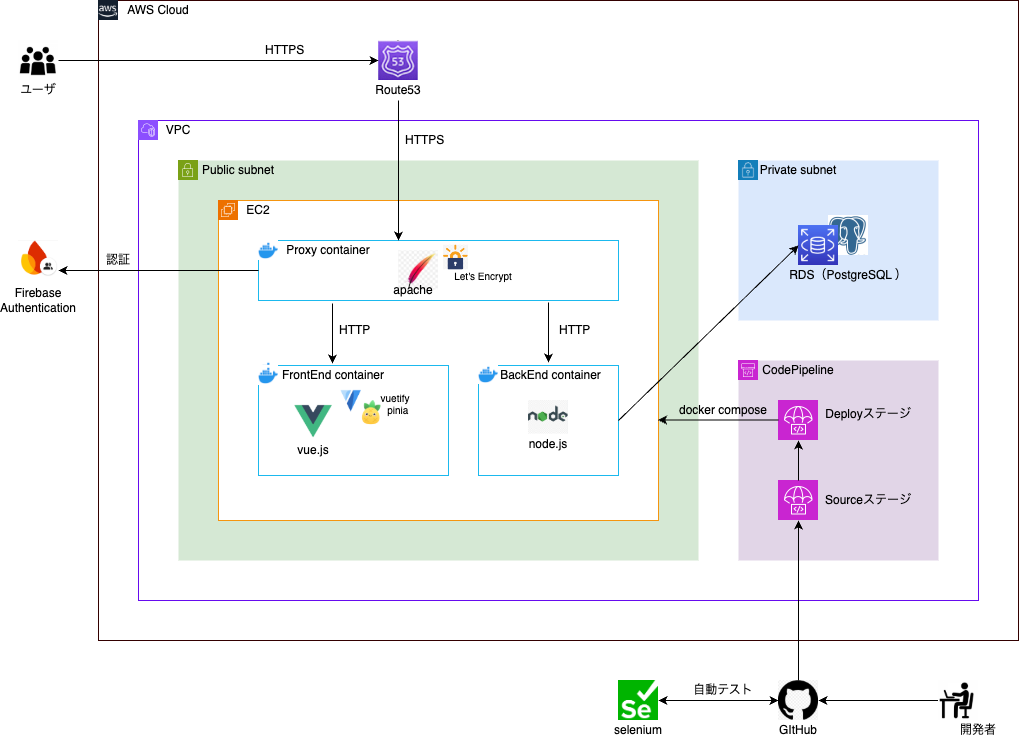 aws
AWS Cloud
HTTPS
ユーザ
53
Route53
HTTPS
VPC
Public subnet
Private subnet
EC2
Proxy container
認証
Let's Encrypt
apache
RDS（PostgreSQL ）
Firebase
Authentication
HTTP
HTTP
FrontEnd container
BackEnd container
CodePipeline
vuetify
pinia
docker compose
Deployステージ
node
vue.js
node.js
Sourceステージ
自動テスト
Se
selenium
GItHub
開発者